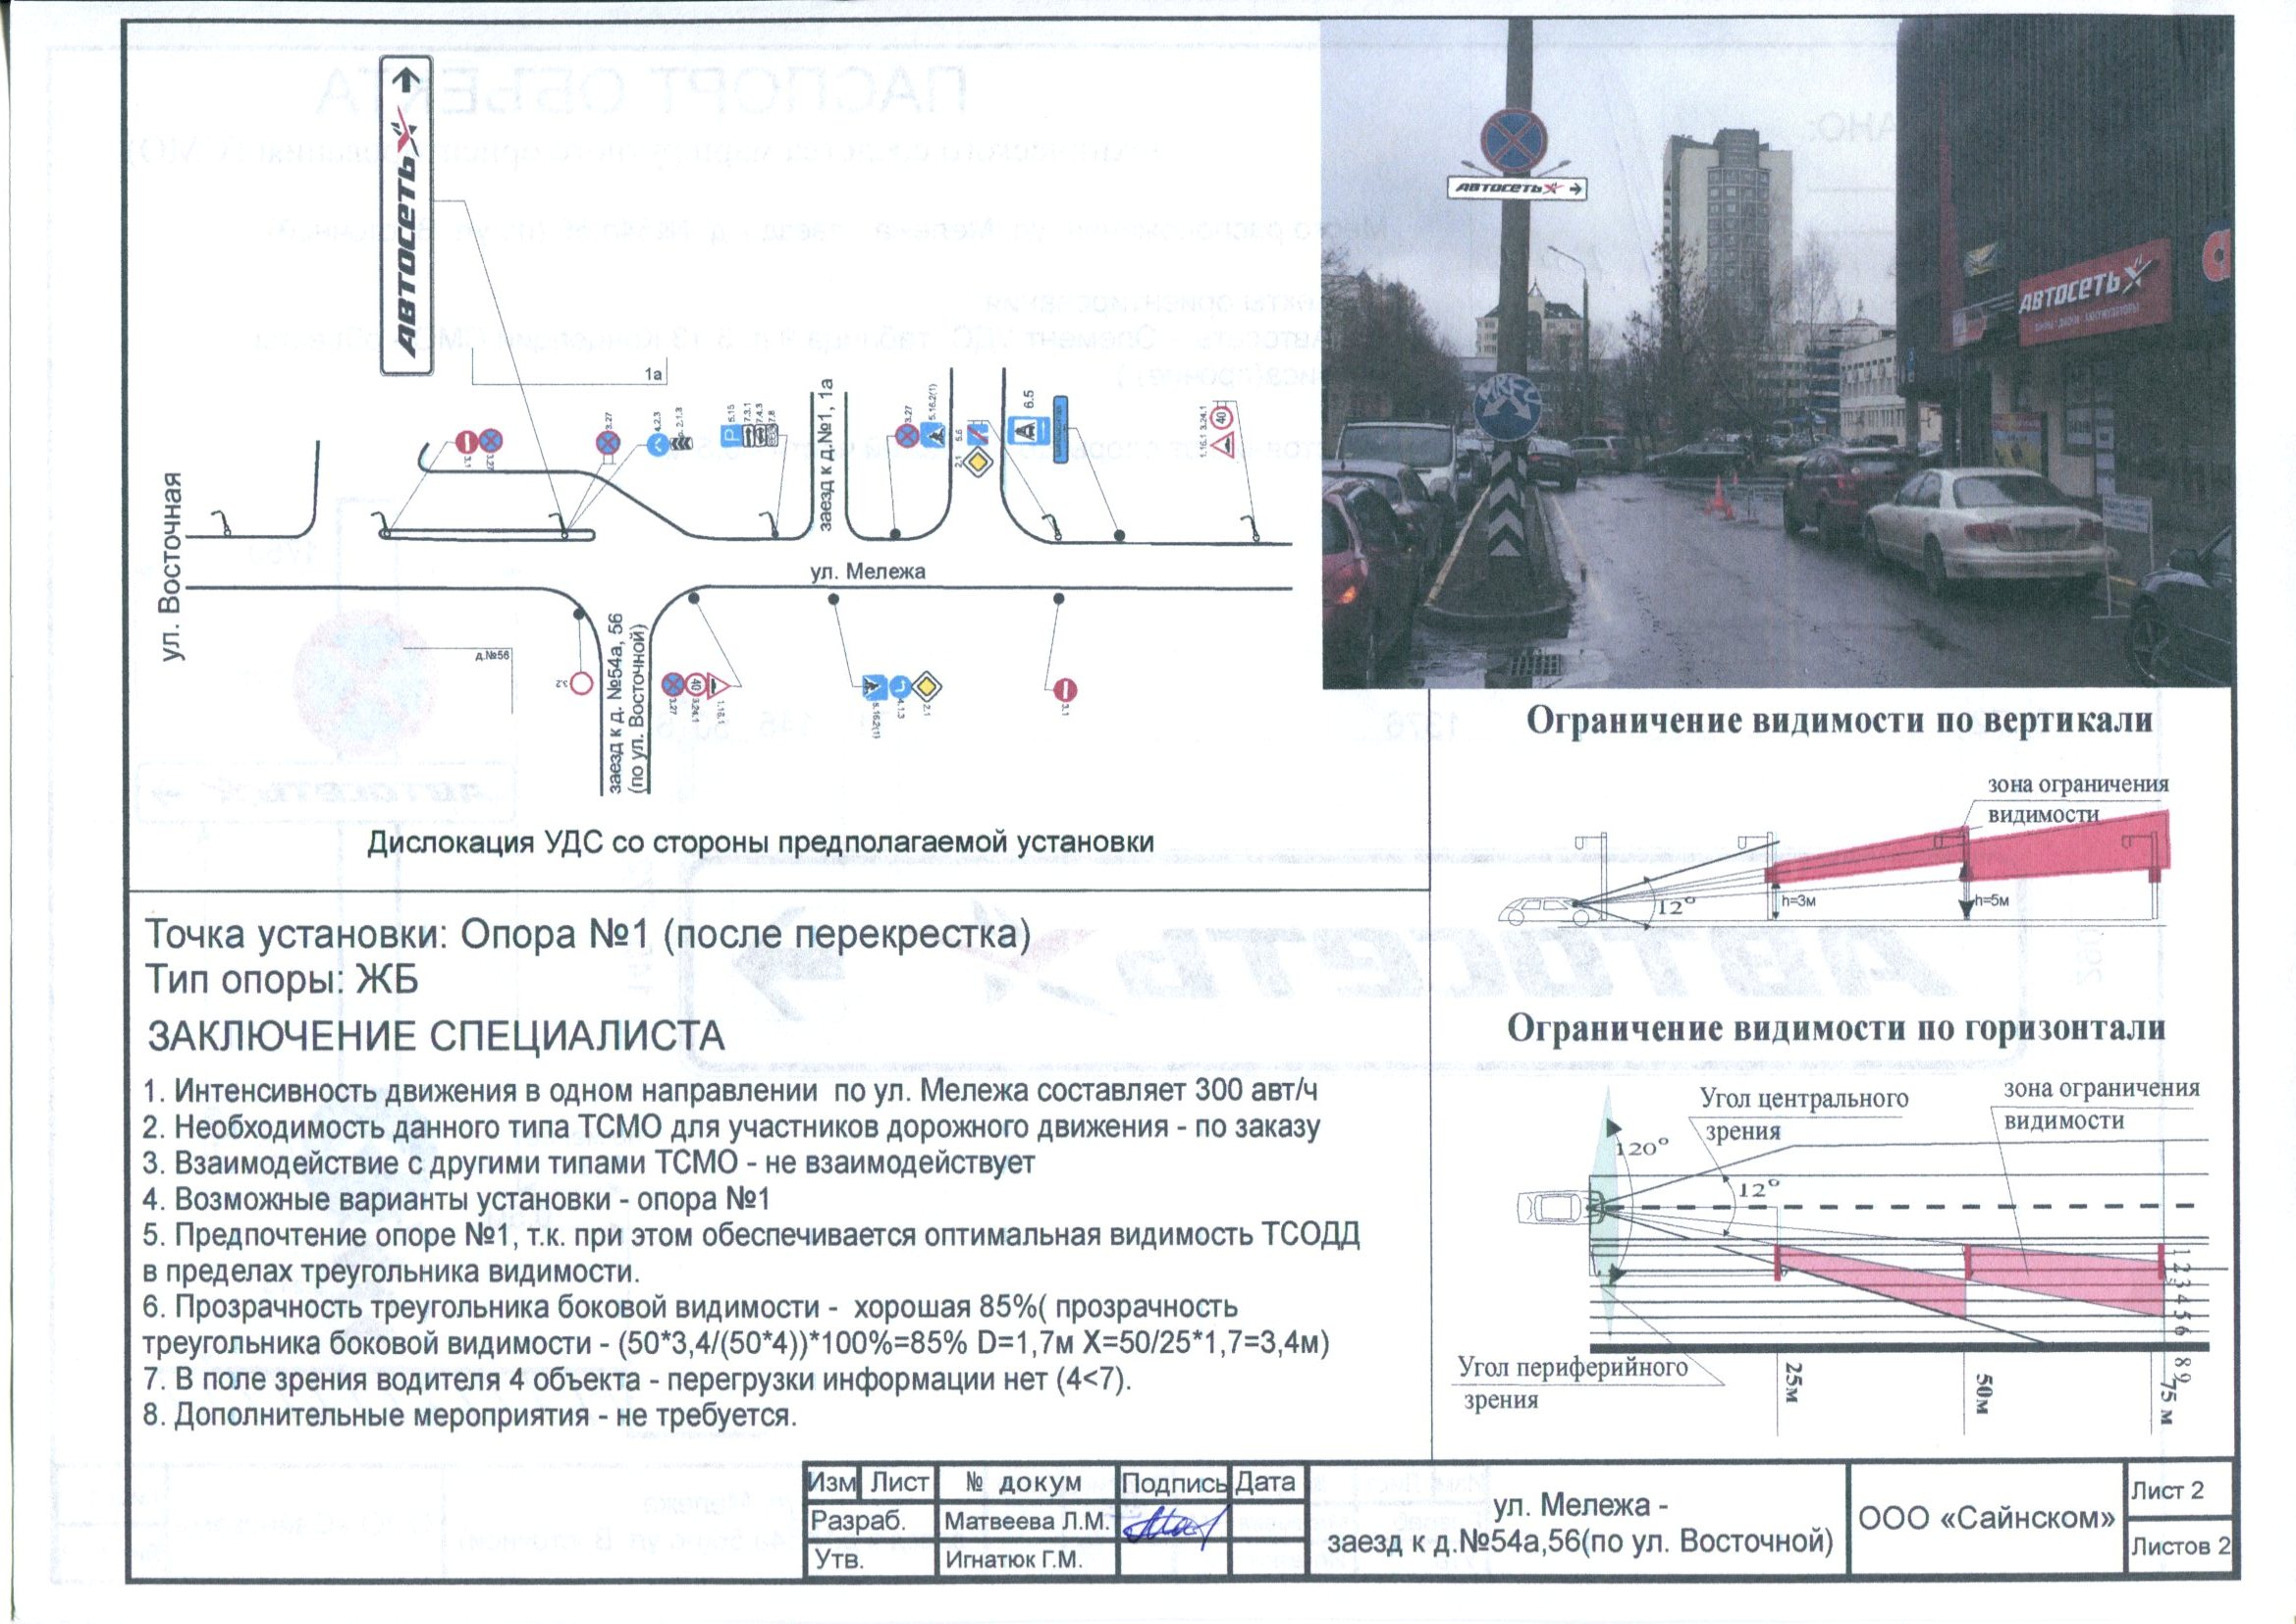 АВТОСЕТЬ
1а
3.1
3.27
3.27
4.2.3
2.1.3
5.15
7.3.1
7.4.3
7.8
заезд к д.№1, 1а
3.27
5.16.2(1)
5.6
2.1
6.5
1.16.1 3.24.1
40
ул. Восточная
ул. Мележа
д.№56
3.2
заезд к д. №54а, 56
(по ул. Восточной)
40
3.27
3.24.1
1.16.1
5.16.2(1)
4.1.3
2.1
3.1
Дислокация УДС со стороны предполагаемой установки
АВТОСЕТЬ
АВТОСЕТЬ
Точка установки: Опора №1 (после перекрестка)
Тип опоры: ЖБ
ЗАКЛЮЧЕНИЕ СПЕЦИАЛИСТА
1. Интенсивность движения в одном направлении по ул. Мележа составляет 300 авт/ч
2. Необходимость данного типа ТСМО для участников дорожного движения - по заказу
3. Взаимодействие с другими типами ТСМО - не взаимодействует
4. Возможные варианты установки - опора №1
5. Предпочтение опоре №1, т.к. при этом обеспечивается оптимальная видимость ТСОДД
в пределах треугольника видимости.
6. Прозрачность треугольника боковой видимости - хорошая 85%( прозрачность
треугольника боковой видимости - (50*3,4/(50*4))*100%=85% D=1,7м X=50/25*1,7=3,4м)
7. В поле зрения водителя 4 объекта - перегрузки информации нет (4<7).
8. Дополнительные мероприятия - не требуется.
Ограничение видимости по вертикали
зона ограничения
видимости
12°
h=3м
h=5м
Ограничение видимости по горизонтали
Угол центрального
зрения
зона ограничения
видимости
120°
12°
1 2 3 4 5 6
8 9
Угол периферийного
зрения
25м
50м
75 м
Изм Лист № докум Подпись Дата
Разраб. Матвеева Л.М.
Утв. Игнатюк Г.М.
ул. Мележа -
заезд к д.№54а,56(по ул. Восточной)
ООО «Сайнском»
Лист 2
Листов 2